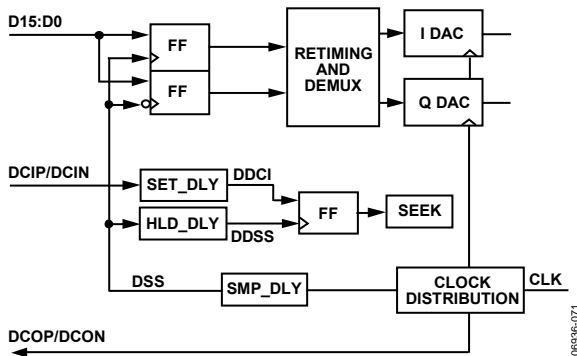 D15:D0
FF
FF
RETIMING
AND
DEMUX
I DAC
Q DAC
DCIP/DCIN
SET_DLY
DDCI
HLD_DLY
DDSS
FF
SEEK
DSS
SMP_DLY
CLOCK
DISTRIBUTION
CLK
DCOP/DCON
06936-071